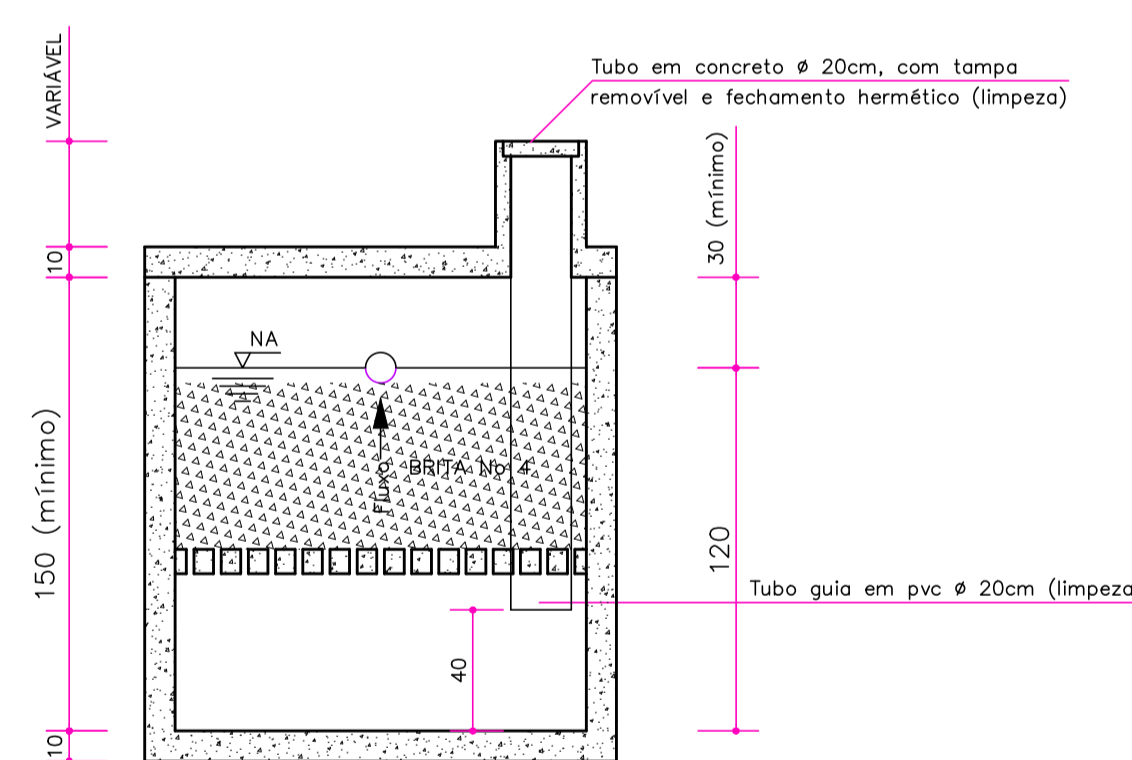 VARIÁVEL
Tubo em concreto ø 20cm, com tampa
removível e fechamento hermético (limpeza)
30 (mínimo)
10
NA
150 (mínimo)
Fluxo
BRITA No 4
120
Tubo guia em pvc ø 20cm (limpeza
40
10